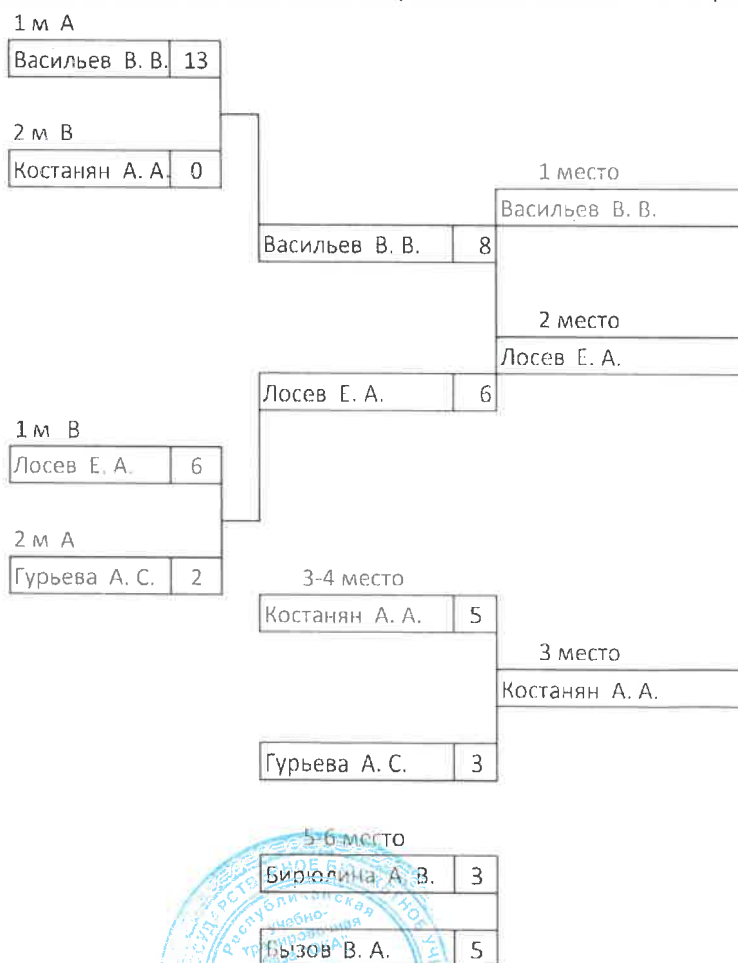 1 м А
Васильев В. В. 13
2 м В
Костанян А. А. 0
1 место
Васильев В. В.
Васильев В. В. 8
2 место
Лосев Е. А.
Лосев Е. А. 6
1 м В
Лосев Е. А. 6
2 м А
Гурьева А. С. 2
3-4 место
Костанян А. А. 5
3 место
Костанян А. А.
Гурьева А. С. 3
5-6 место
Бирюлина А. В. 3
Бызов В. А. 5
Республиканская
учебно-